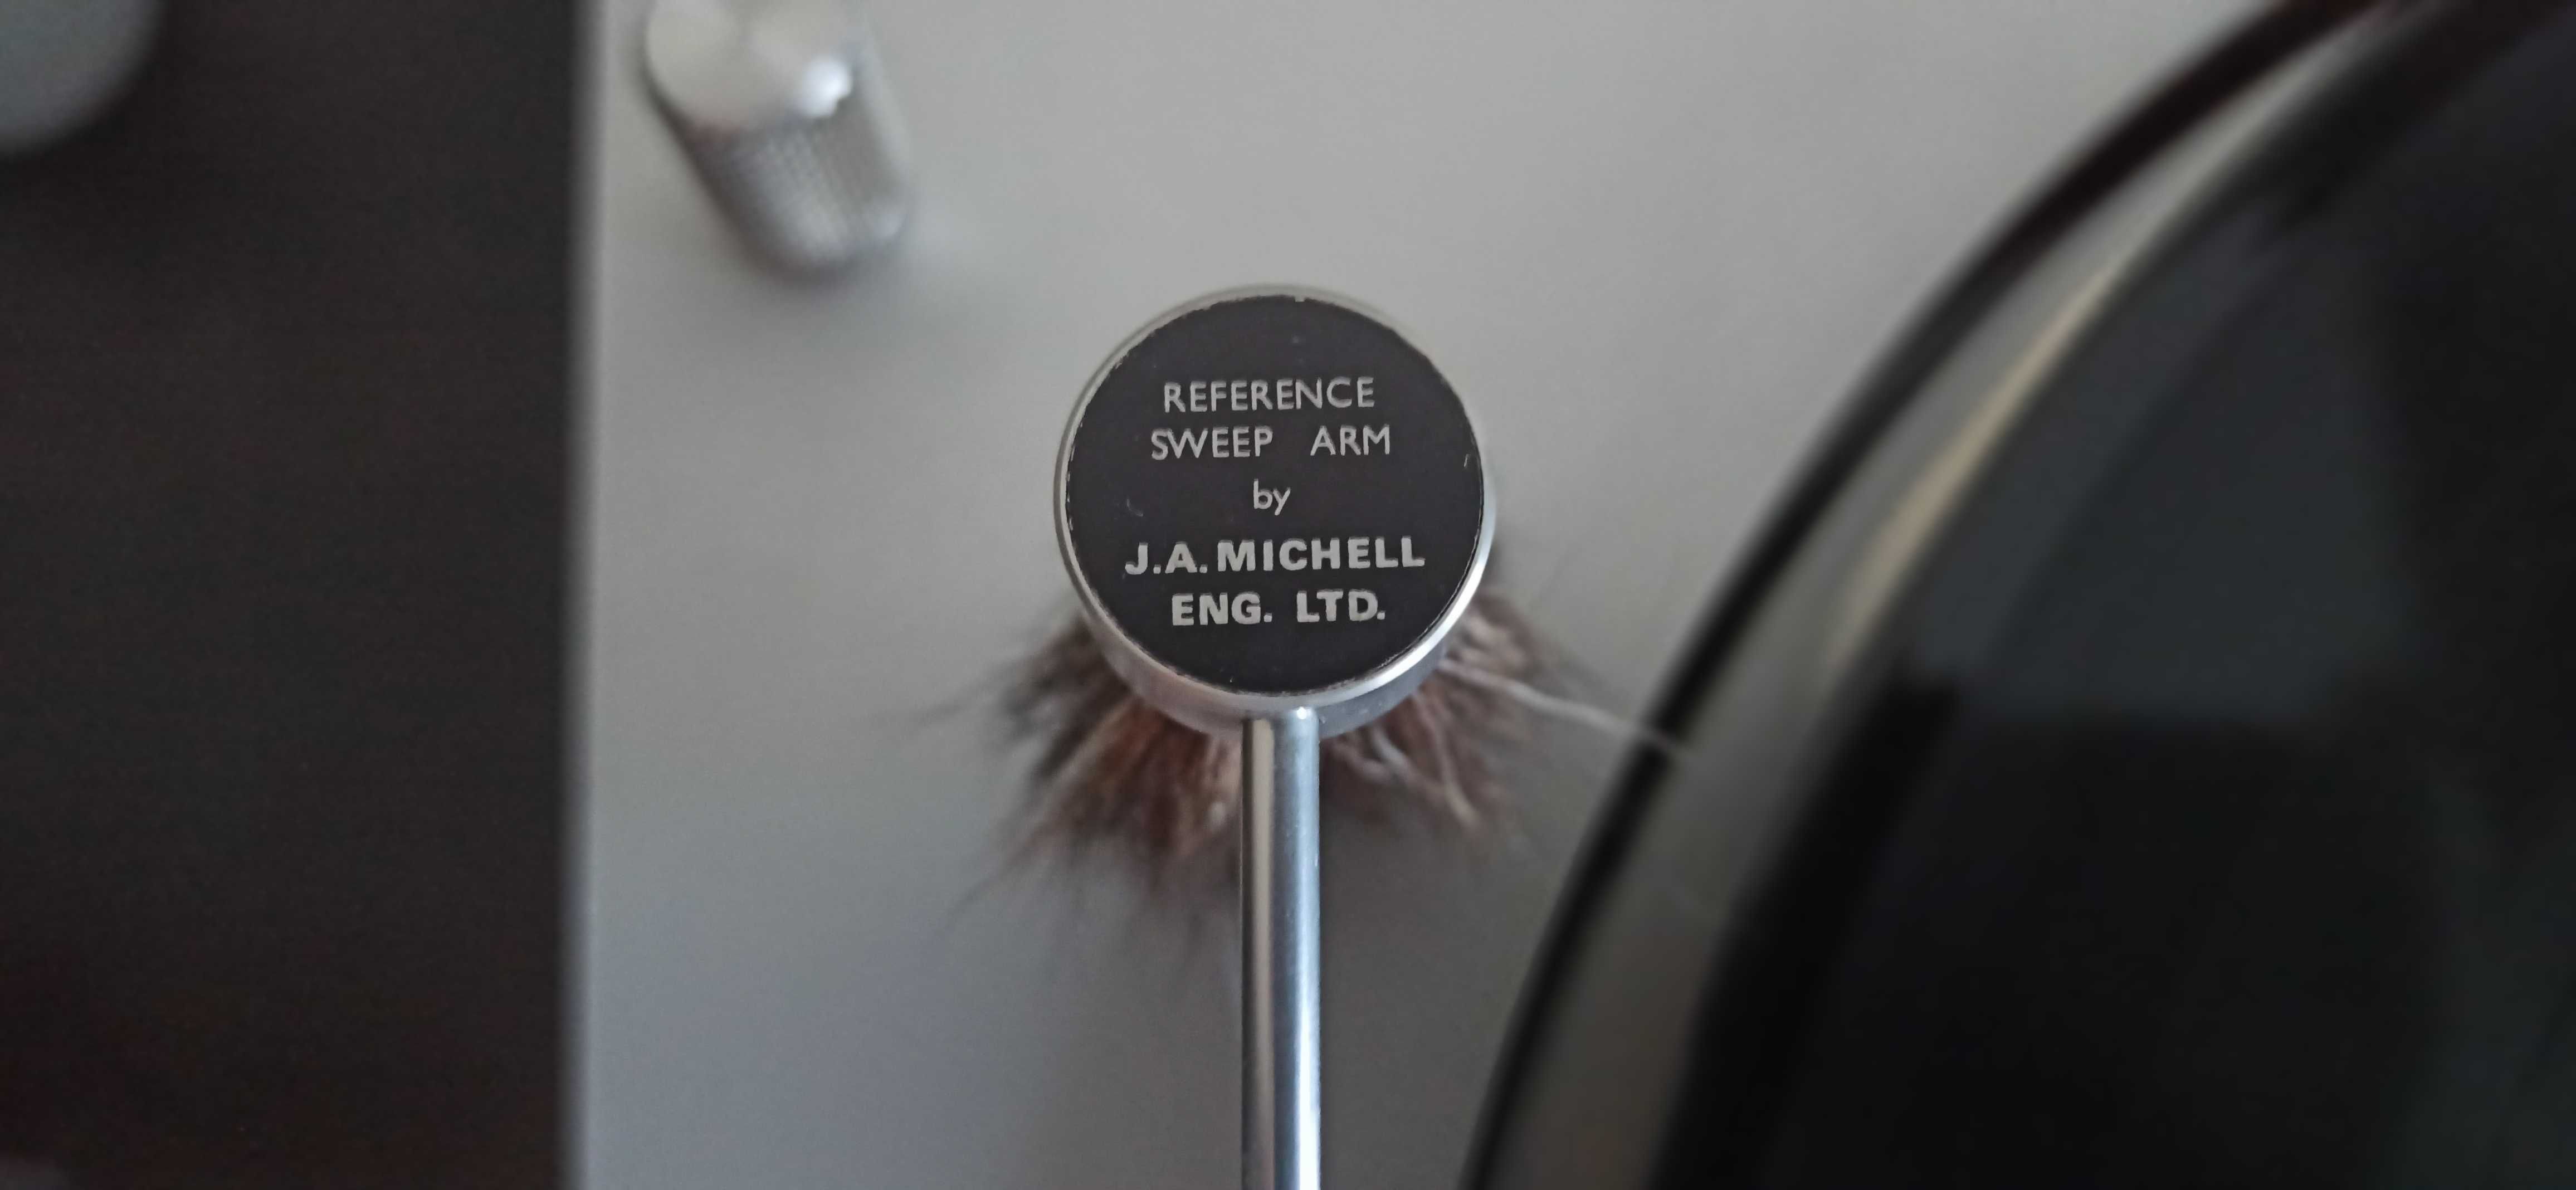 REFERENCE
SWEEP ARM
by
J.A. MICHELL
ENG. LTD.